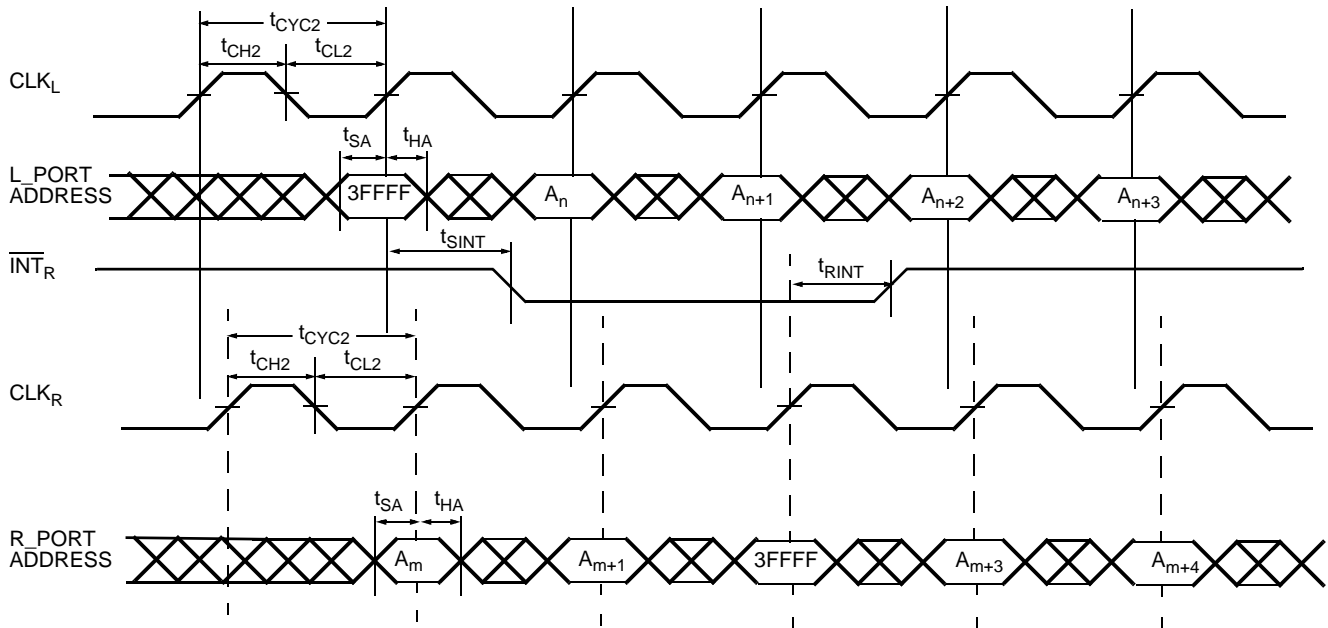 tCYC2
tCH2 tCL2
CLKL
tSA tHA
L_PORT
ADDRESS
3FFFF An An+1 An+2 An+3
tSINT
INTR
tRINT
tCYC2
tCH2 tCL2
CLKR
tSA tHA
R_PORT
ADDRESS
Am Am+1 3FFFF Am+3 Am+4